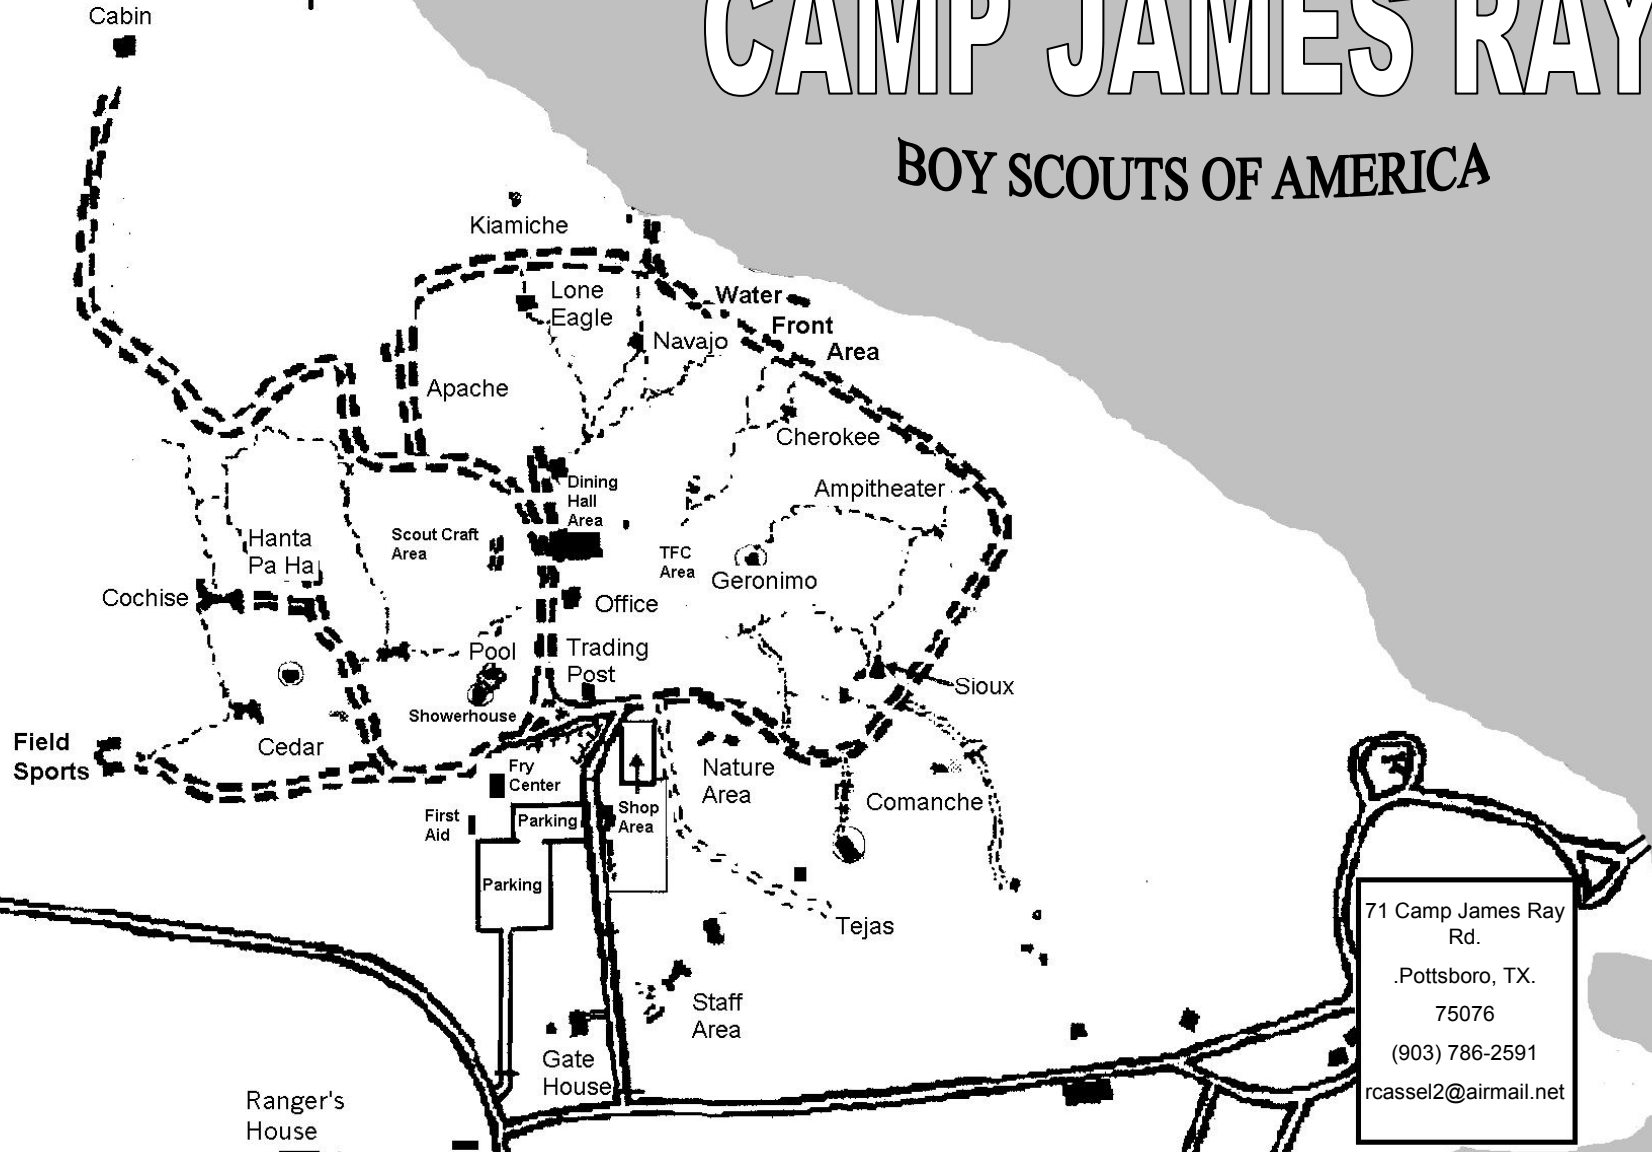 Cabin
CAMP JAMES RAY
BOY SCOUTS OF AMERICA
Kiamiche
Lone
Eagle
Water
Front
Area
Navajo
Apache
Cherokee
Dining
Hall
Area
Ampitheater
Hanta
Pa Ha
Scout Craft
Area
TFC
Area
Geronimo
Cochise
Office
Pool
Trading
Post
Sioux
Showerhouse
Field
Sports
Cedar
Fry
Center
Nature
Area
Comanche
First
Aid
Parking
Shop
Area
Parking
Tejas
71 Camp James Ray
Rd.
.Pottsboro, TX.
75076
(903) 786-2591
rcassel2@airmail.net
Staff
Area
Gate
House
Ranger's
House